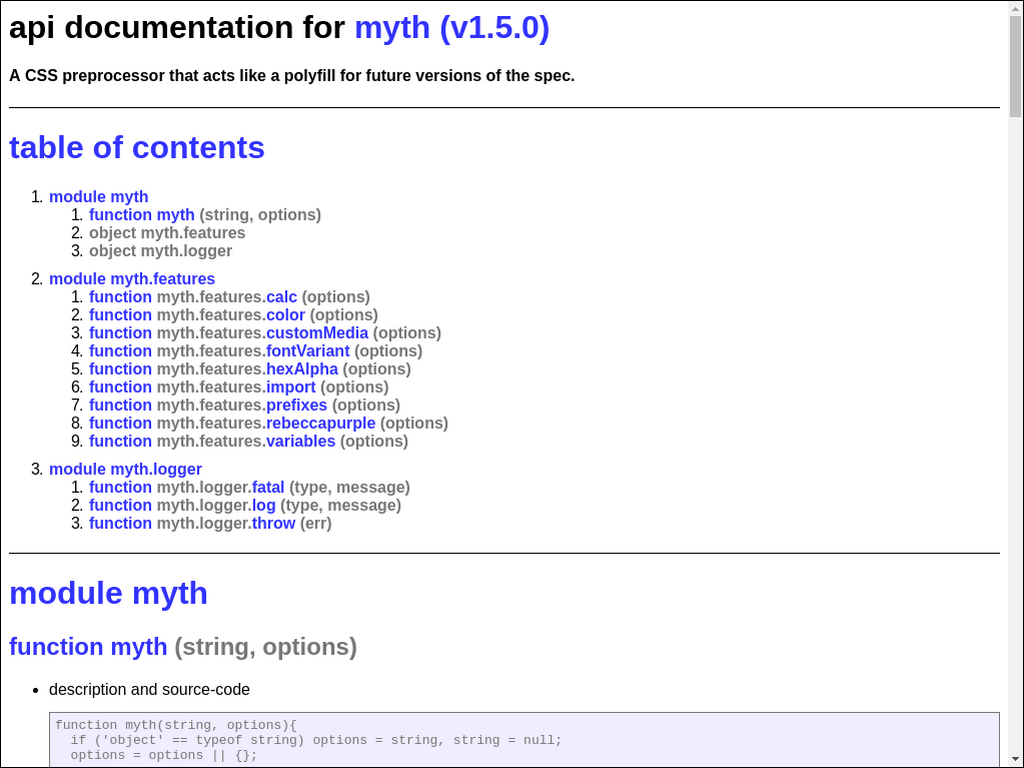 api documentation for myth (v1.5.0)
A CSS preprocessor that acts like a polyfill for future versions of the spec.
table of contents
1. module myth
1. function myth (string, options)
2. object myth.features
3. object myth.logger
2. module myth.features
1. function myth.features.calc (options)
2. function myth.features.color (options)
3. function myth.features.customMedia (options)
4. function myth.features.fontVariant (options)
5. function myth.features.hexAlpha (options)
6. function myth.features.import (options)
7. function myth.features.prefixes (options)
8. function myth.features.rebeccapurple (options)
9. function myth.features.variables (options)
3. module myth.logger
1. function myth.logger.fatal (type, message)
2. function myth.logger.log (type, message)
3. function myth.logger.throw (err)
module myth
function myth (string, options)
• description and source-code
function myth(string, options){
  if ('object' == typeof string) options = string, string = null;
  options = options || {};